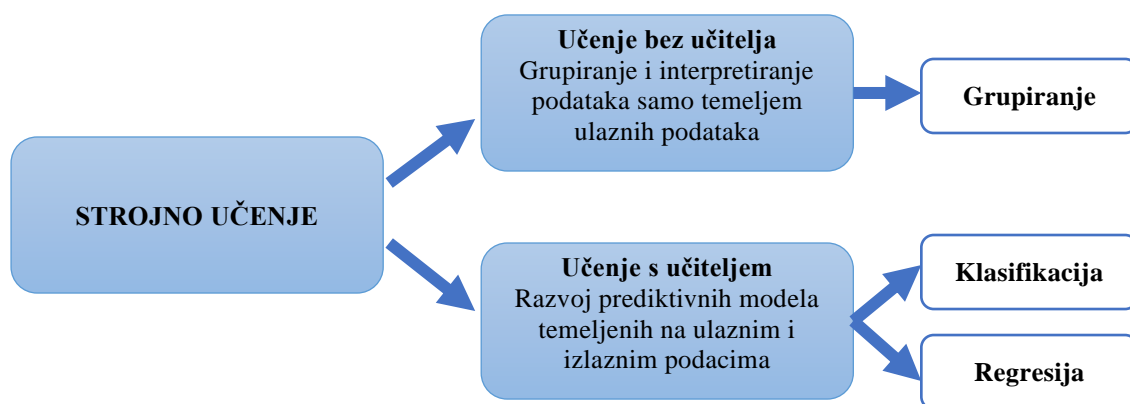 STROJNO UČENJE
Učenje bez učitelja
Grupiranje i interpretiranje
podataka samo temeljem
ulaznih podataka
Grupiranje
Učenje s učiteljem
Razvoj prediktivnih modela
temeljenih na ulaznim i
izlaznim podacima
Klasifikacija
Regresija